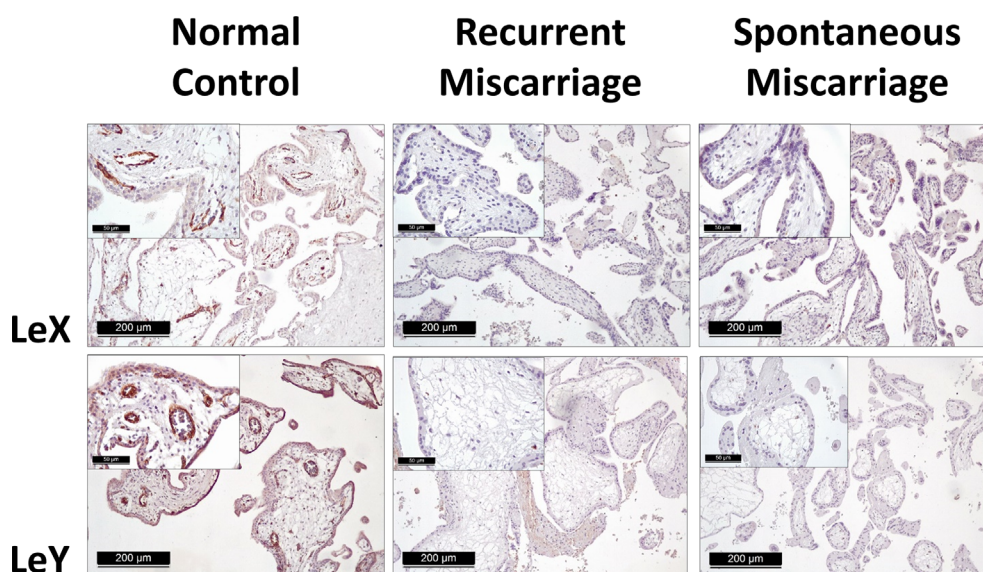 Normal
Control
Recurrent
Miscarriage
Spontaneous
Miscarriage
LeX
50 µm
200 µm
50 µm
200 µm
50 µm
200 µm
LeY
50 µm
200 µm
50 µm
200 µm
50 µm
200 µm